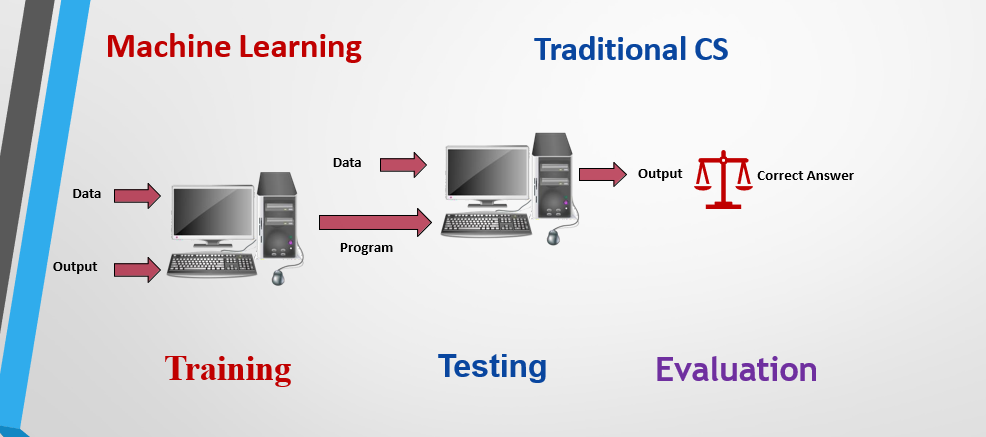 Machine Learning
Traditional CS
Data
Output
Program
Data
Output
Correct Answer
Training
Testing
Evaluation